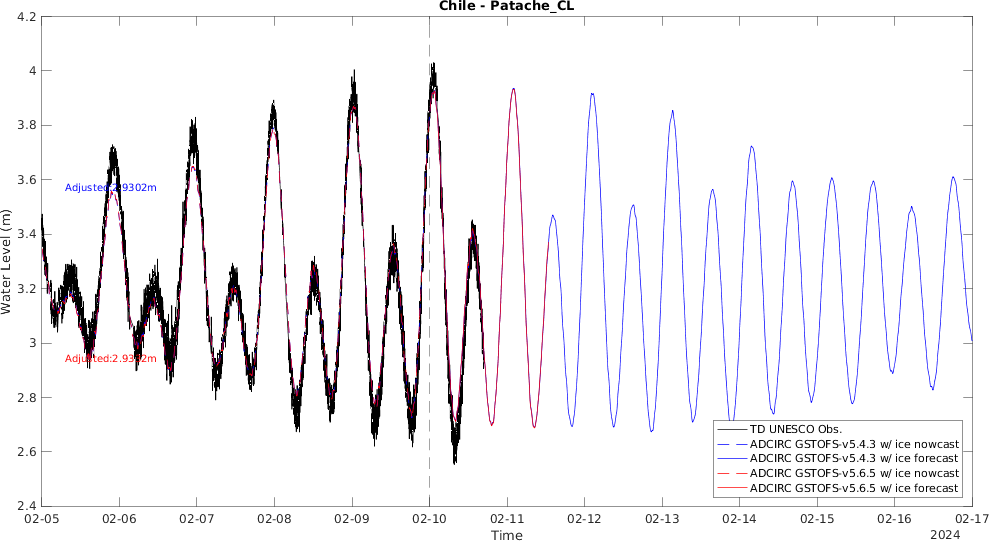 Chile - Patache_CL
4.2
4
3.8
3.6
3.4
3.2
3
2.8
2.6
2.4
Water Level (m)
Adjusted:2.9302m
TD UNESCO Obs.
ADCIRC GSTOFS-v5.4.3 w/ ice nowcast
ADCIRC GSTOFS-v5.4.3 w/ ice forecast
ADCIRC GSTOFS-v5.6.5 w/ ice nowcast
ADCIRC GSTOFS-v5.6.5 w/ ice forecast
02-05 02-06 02-07 02-08 02-09 02-10 02-11 02-12 02-13 02-14 02-15 02-16 02-17
Time
2024